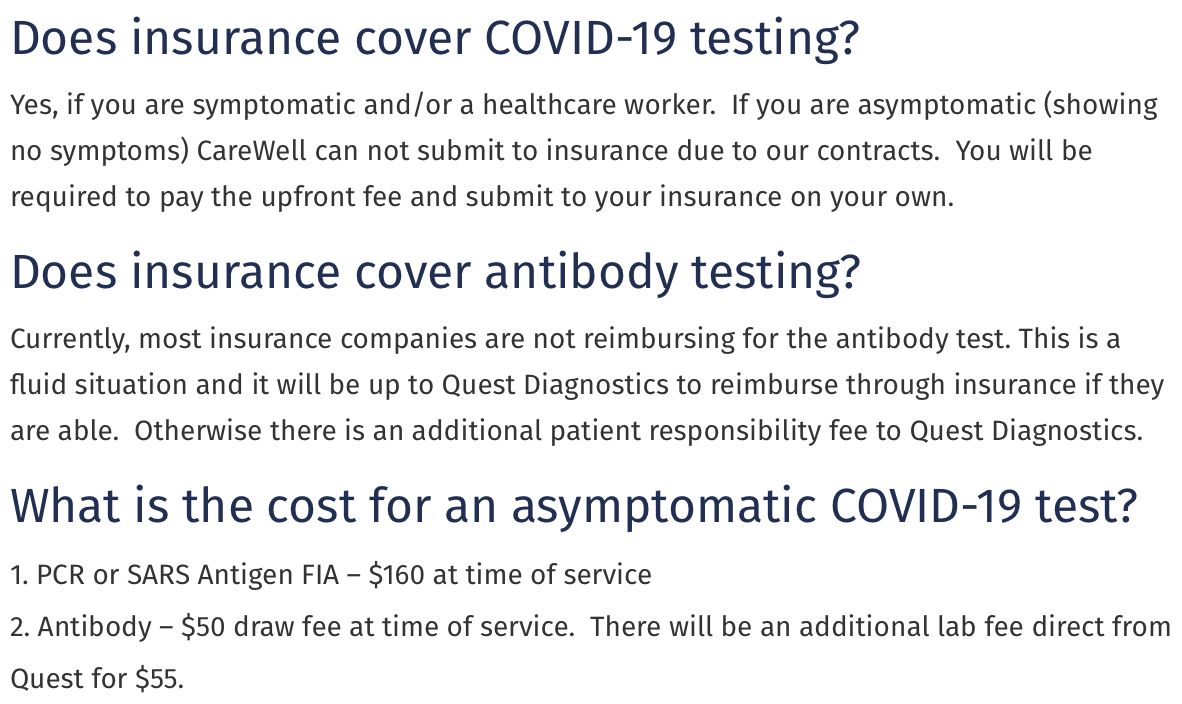 Does insurance cover COVID-19 testing?
Yes, if you are symptomatic and/or a healthcare worker.  If you are asymptomatic (showing
no symptoms) CareWell can not submit to insurance due to our contracts.  You will be
required to pay the upfront fee and submit to your insurance on your own.
Does insurance cover antibody testing?
Currently, most insurance companies are not reimbursing for the antibody test. This is a
fluid situation and it will be up to Quest Diagnostics to reimburse through insurance if they
are able.  Otherwise there is an additional patient responsibility fee to Quest Diagnostics.
What is the cost for an asymptomatic COVID-19 test?
1. PCR or SARS Antigen FIA – $160 at time of service
2. Antibody – $50 draw fee at time of service.  There will be an additional lab fee direct from
Quest for $55.